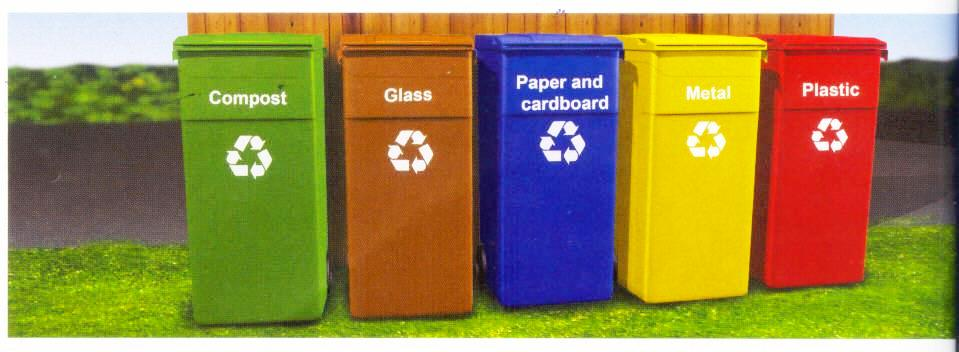 Compost
Glass
Paper and
cardboard
Metal
Plastic